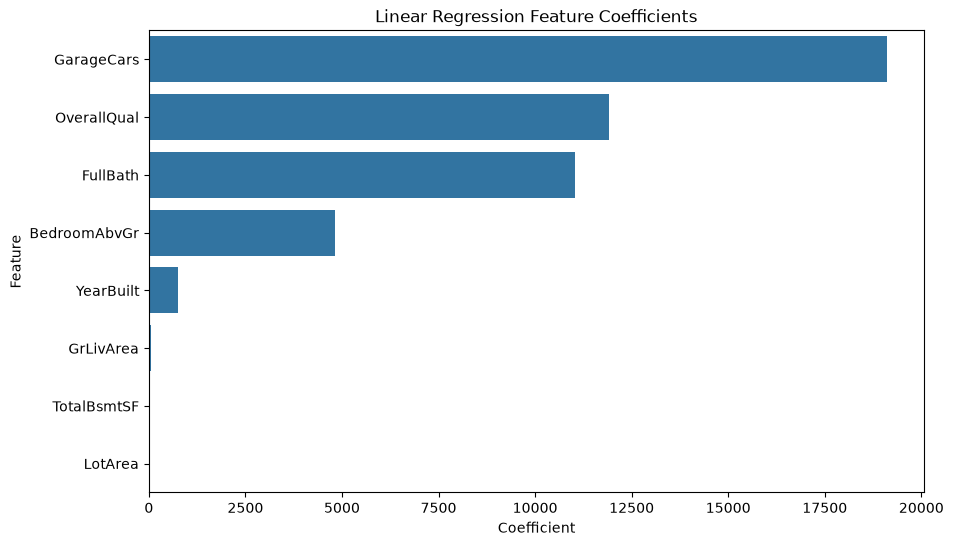 Linear Regression Feature Coefficients
GarageCars
OverallQual
FullBath
BedroomAbvGr
YearBuilt
GrLivArea
TotalBsmtSF
LotArea
Feature
0 2500 5000 7500 10000 12500 15000 17500 20000
Coefficient